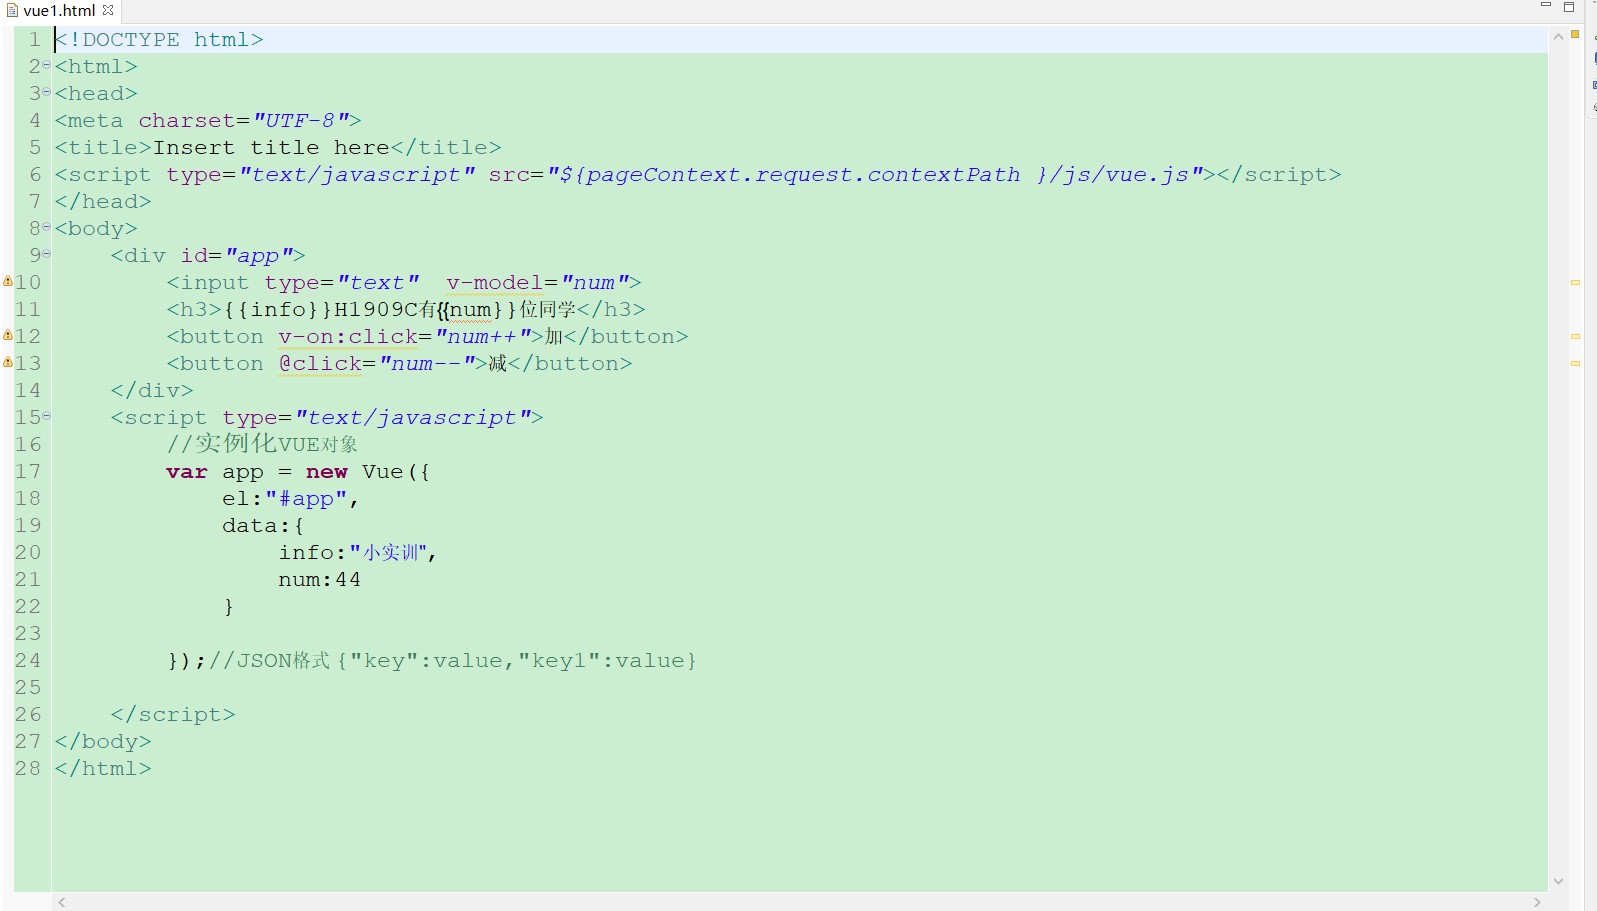 vue1.html
1 <!DOCTYPE html>
2 <html>
3 <head>
4 <meta charset="UTF-8">
5 <title>Insert title here</title>
6 <script type="text/javascript" src="${pageContext.request.contextPath }/js/vue.js"></script>
7 </head>
8 <body>
9     <div id="app">
10         <input type="text"  v-model="num">
11         <h3>{{info}}H1909C有{{num}}位同学</h3>
12         <button v-on:click="num++">加</button>
13         <button @click="num--">减</button>
14     </div>
15     <script type="text/javascript">
16         //实例化VUE对象
17         var app = new Vue({
18             el:"#app",
19             data:{
20                 info:"小实训",
21                 num:44
22             }
23
24         });//JSON格式{"key":value,"key1":value}
25
26     </script>
27 </body>
28 </html>